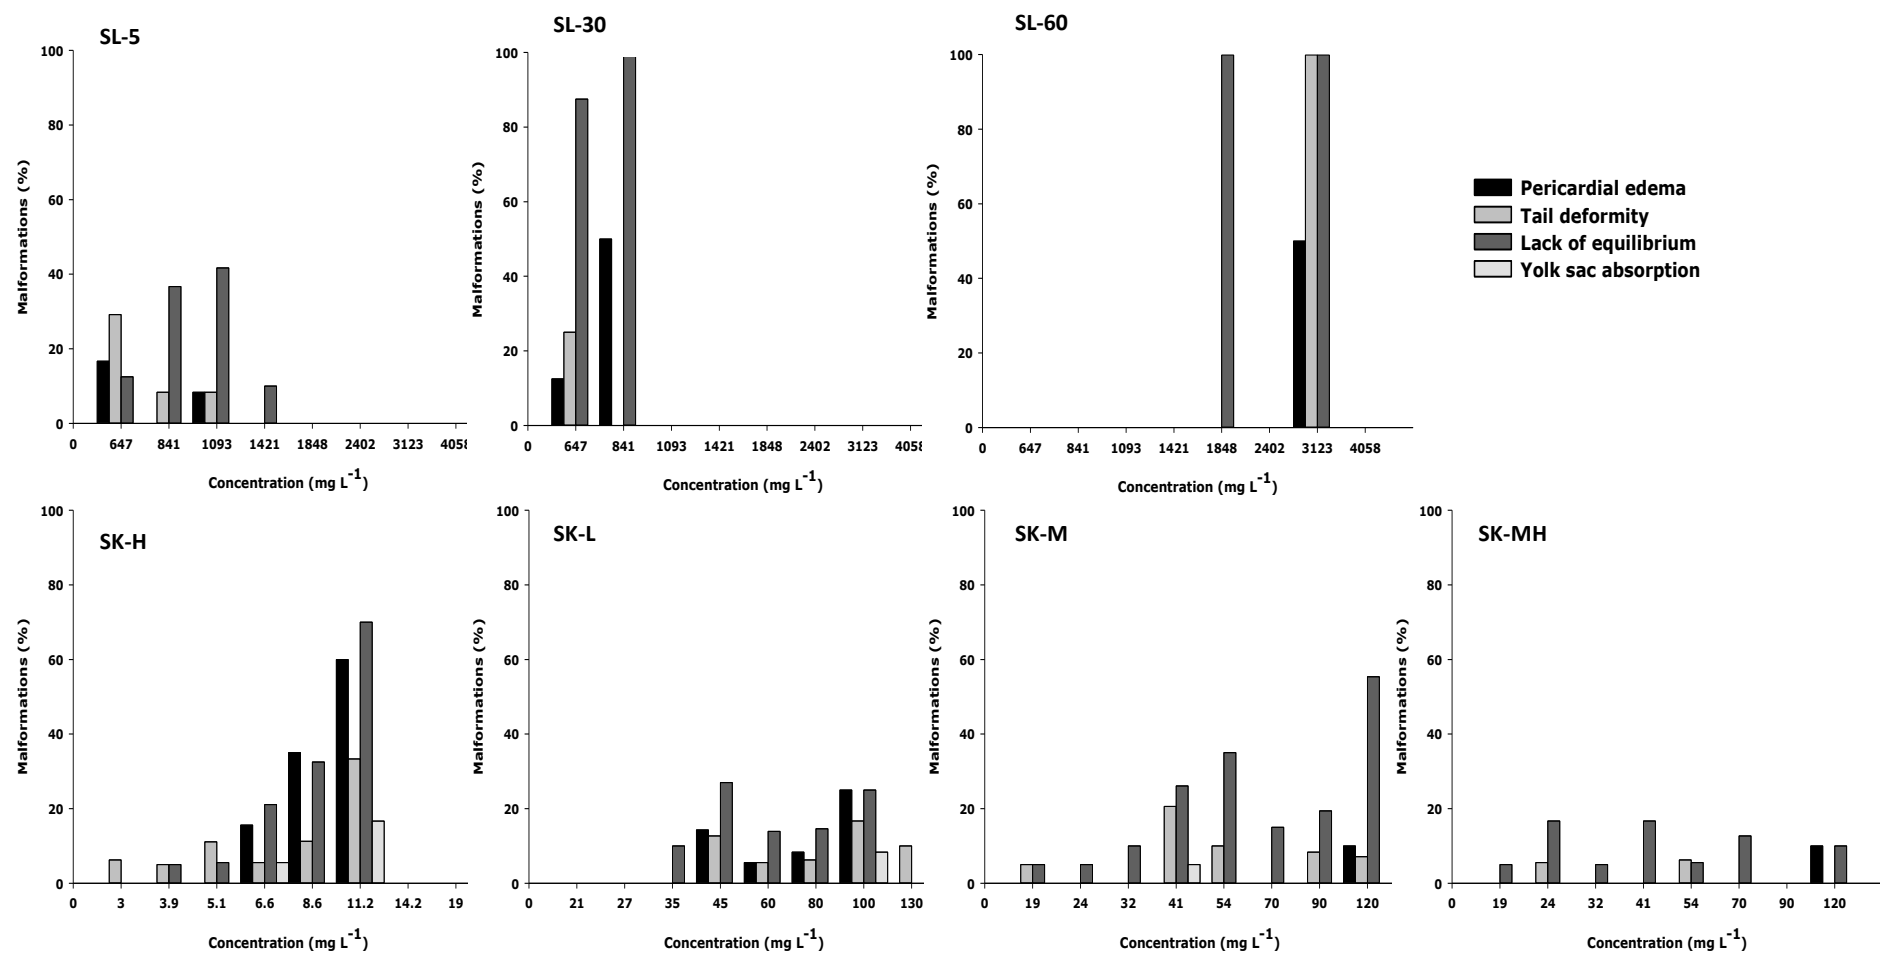 SL-5
100
80
60
40
20
0
Malformations (%)
0 647 841 1093 1421 1848 2402 3123 4058
Concentration (mg L-1)
SL-30
100
80
60
40
20
0
Malformations (%)
0 647 841 1093 1421 1848 2402 3123 4058
Concentration (mg L-1)
SL-60
100
80
60
40
20
0
Malformations (%)
0 647 841 1093 1421 1848 2402 3123 4058
Concentration (mg L-1)
Pericardial edema
Tail deformity
Lack of equilibrium
Yolk sac absorption
SK-H
100
80
60
40
20
0
Malformations (%)
0 3 3.9 5.1 6.6 8.6 11.2 14.2 19
Concentration (mg L-1)
SK-L
100
80
60
40
20
0
Malformations (%)
0 21 27 35 45 60 80 100 130
Concentration (mg L-1)
SK-M
100
80
60
40
20
0
Malformations (%)
0 19 24 32 41 54 70 90 120
Concentration (mg L-1)
SK-MH
100
80
60
40
20
0
Malformations (%)
0 19 24 32 41 54 70 90 120
Concentration (mg L-1)